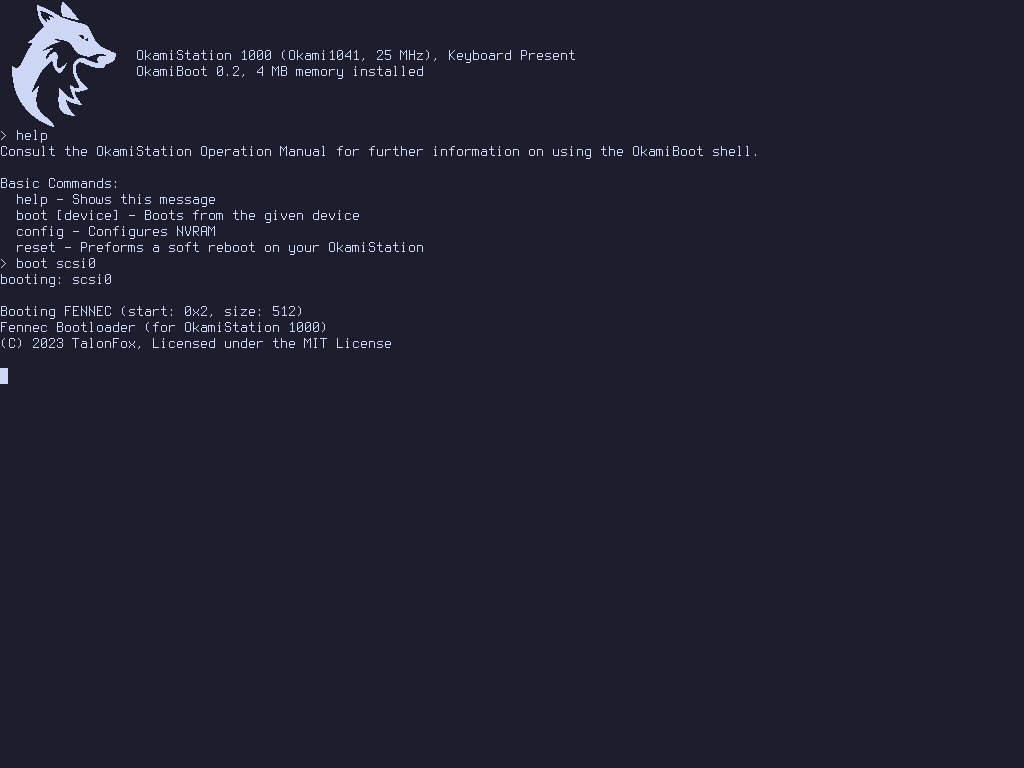 OkamiStation 1000 (Okami1041, 25 MHz), Keyboard Present
OkamiBoot 0.2, 4 MB memory installed
> help
Consult the OkamiStation Operation Manual for further information on using the OkamiBoot shell.
Basic Commands:
help - Shows this message
boot [device] - Boots from the given device
config - Configures NVRAM
reset - Preforms a soft reboot on your OkamiStation
> boot scsi0
booting: scsi0
Booting FENNEC (start: 0x2, size: 512)
Fennec Bootloader (for OkamiStation 1000)
(C) 2023 TalonFox, Licensed under the MIT License